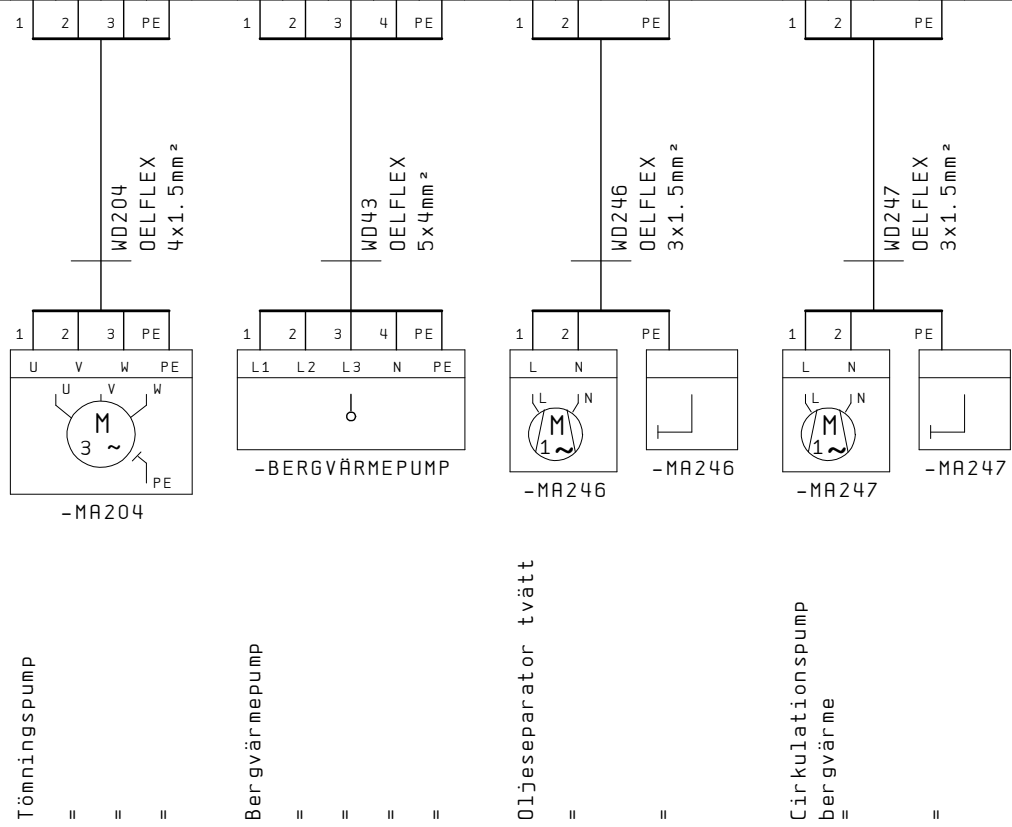 1 2 3 PE 1 2 3 4 PE 1 2 PE 1 2 PE
WD204
OELFLEX
4x1.5mm²
WD43
OELFLEX
5x4mm²
WD246
OELFLEX
3x1.5mm²
WD247
OELFLEX
3x1.5mm²
1 2 3 PE 1 2 3 4 PE 1 2 PE 1 2 PE
U V W PE L1 L2 L3 N PE L N L N
U V W
M
3 ~
PE
-MA204
-BERGVÄRMEPUMP
L N
M
1~
-MA246
-MA246
L N
M
1~
-MA247
-MA247
Tömningspump
= = =
Bergvärmepump
= = = =
Oljeseparator tvätt
= =
Cirkulationspump
bergvärme
= =